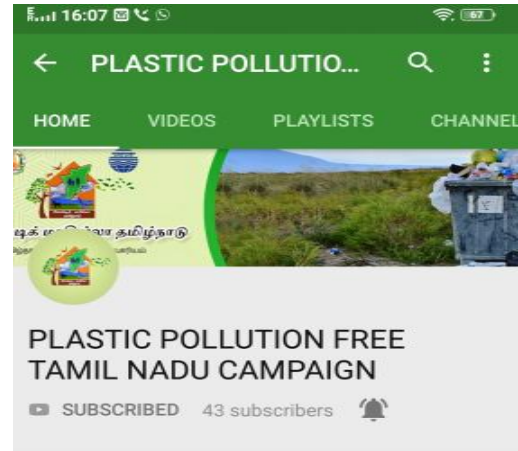 16:07
67
PLASTIC POLLUTIO...
HOME VIDEOS PLAYLISTS CHANNEL
தமிழ்நாடு
PLASTIC POLLUTION FREE
TAMIL NADU CAMPAIGN
SUBSCRIBED 43 subscribers